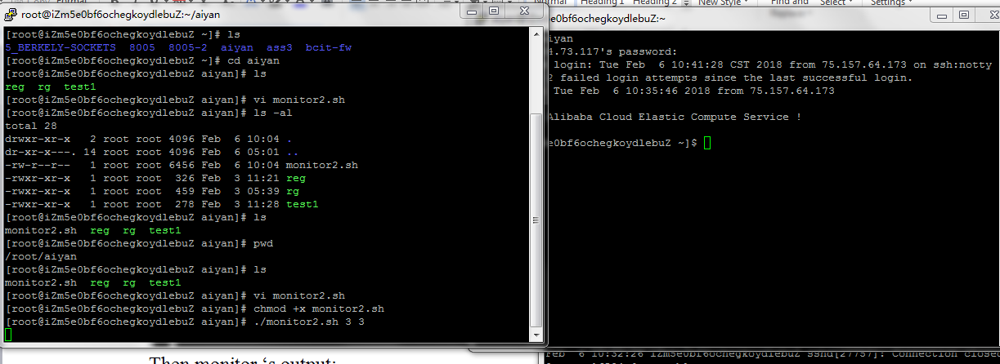 Normal Heading 1 Heading 2 New Style Find and Select Settings
root@iZm5e0bf6ochegkoydlebuZ:~/aiyan
[root@iZm5e0bf6ochegkoydlebuZ ~]# ls
5_BERKELY-SOCKETS 8005 8005-2 aiyan ass3 bcit-fw
[root@iZm5e0bf6ochegkoydlebuZ ~]# cd aiyan
[root@iZm5e0bf6ochegkoydlebuZ aiyan]# ls
reg rg test1
[root@iZm5e0bf6ochegkoydlebuZ aiyan]# vi monitor2.sh
[root@iZm5e0bf6ochegkoydlebuZ aiyan]# ls -al
total 28
drwxr-xr-x 2 root root 4096 Feb 6 10:04 .
dr-xr-x---. 14 root root 4096 Feb 6 05:01 ..
-rw-r--r-- 1 root root 6456 Feb 6 10:04 monitor2.sh
-rwxr-xr-x 1 root root 326 Feb 3 11:21 reg
-rwxr-xr-x 1 root root 459 Feb 3 05:39 rg
-rwxr-xr-x 1 root root 278 Feb 3 11:28 test1
[root@iZm5e0bf6ochegkoydlebuZ aiyan]# ls
monitor2.sh reg rg test1
[root@iZm5e0bf6ochegkoydlebuZ aiyan]# pwd
/root/aiyan
[root@iZm5e0bf6ochegkoydlebuZ aiyan]# ls
monitor2.sh reg rg test1
[root@iZm5e0bf6ochegkoydlebuZ aiyan]# vi monitor2.sh
[root@iZm5e0bf6ochegkoydlebuZ aiyan]# chmod +x monitor2.sh
[root@iZm5e0bf6ochegkoydlebuZ aiyan]# ./monitor2.sh 3 3
@iZm5e0bf6ochegkoydlebuZ:~
iyan
4.73.117's password:
login: Tue Feb 6 10:41:28 CST 2018 from 75.157.64.173 on ssh:notty
2 failed login attempts since the last successful login.
Tue Feb 6 10:35:46 2018 from 75.157.64.173
Alibaba Cloud Elastic Compute Service !
e0bf6ochegkoydlebuZ ~]$
Feb 6 10:32:26 iZm5e0bf6ochegkoydlebuZ sshd[27757]: Connection closed
Then monitor ‘s output: